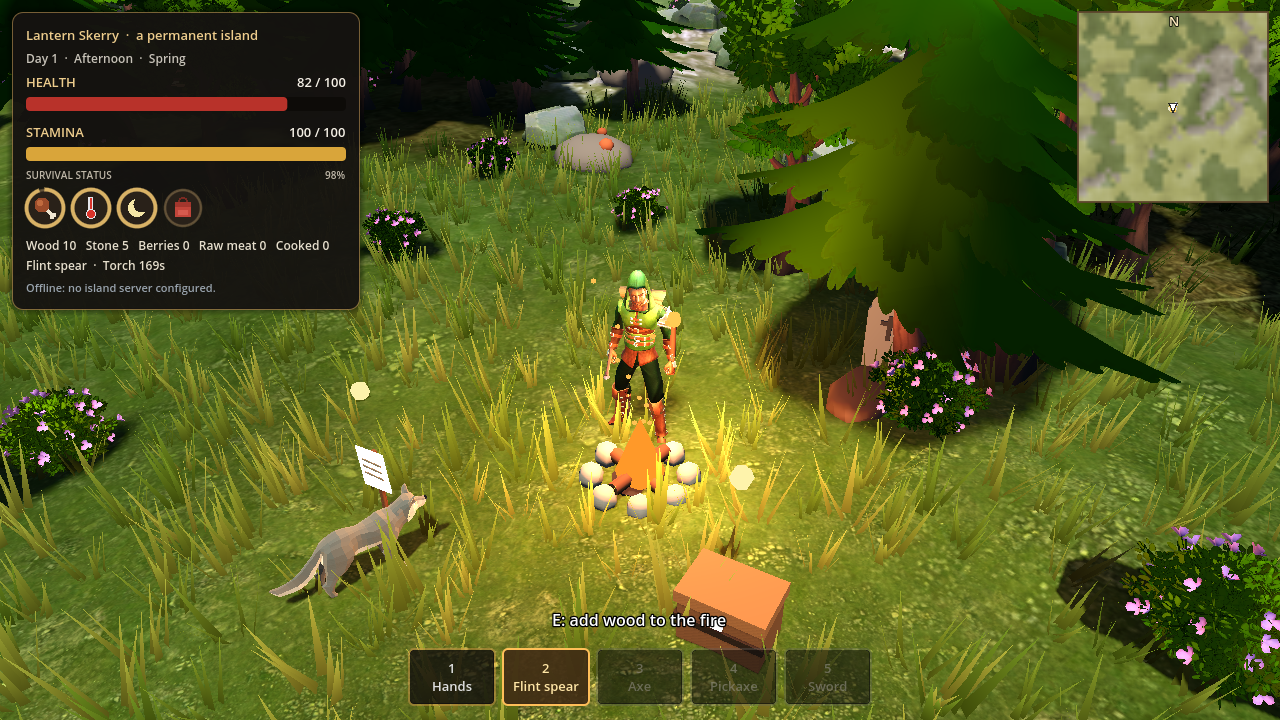 Lantern Skerry · a permanent island
Day 1 · Afternoon · Spring
HEALTH 82 / 100
STAMINA 100 / 100
SURVIVAL STATUS 98%
Wood 10 Stone 5 Berries 0 Raw meat 0 Cooked 0
Flint spear · Torch 169s
Offline: no island server configured.
N
E: add wood to the fire
1 2 3 4 5
Hands Flint spear Axe Pickaxe Sword